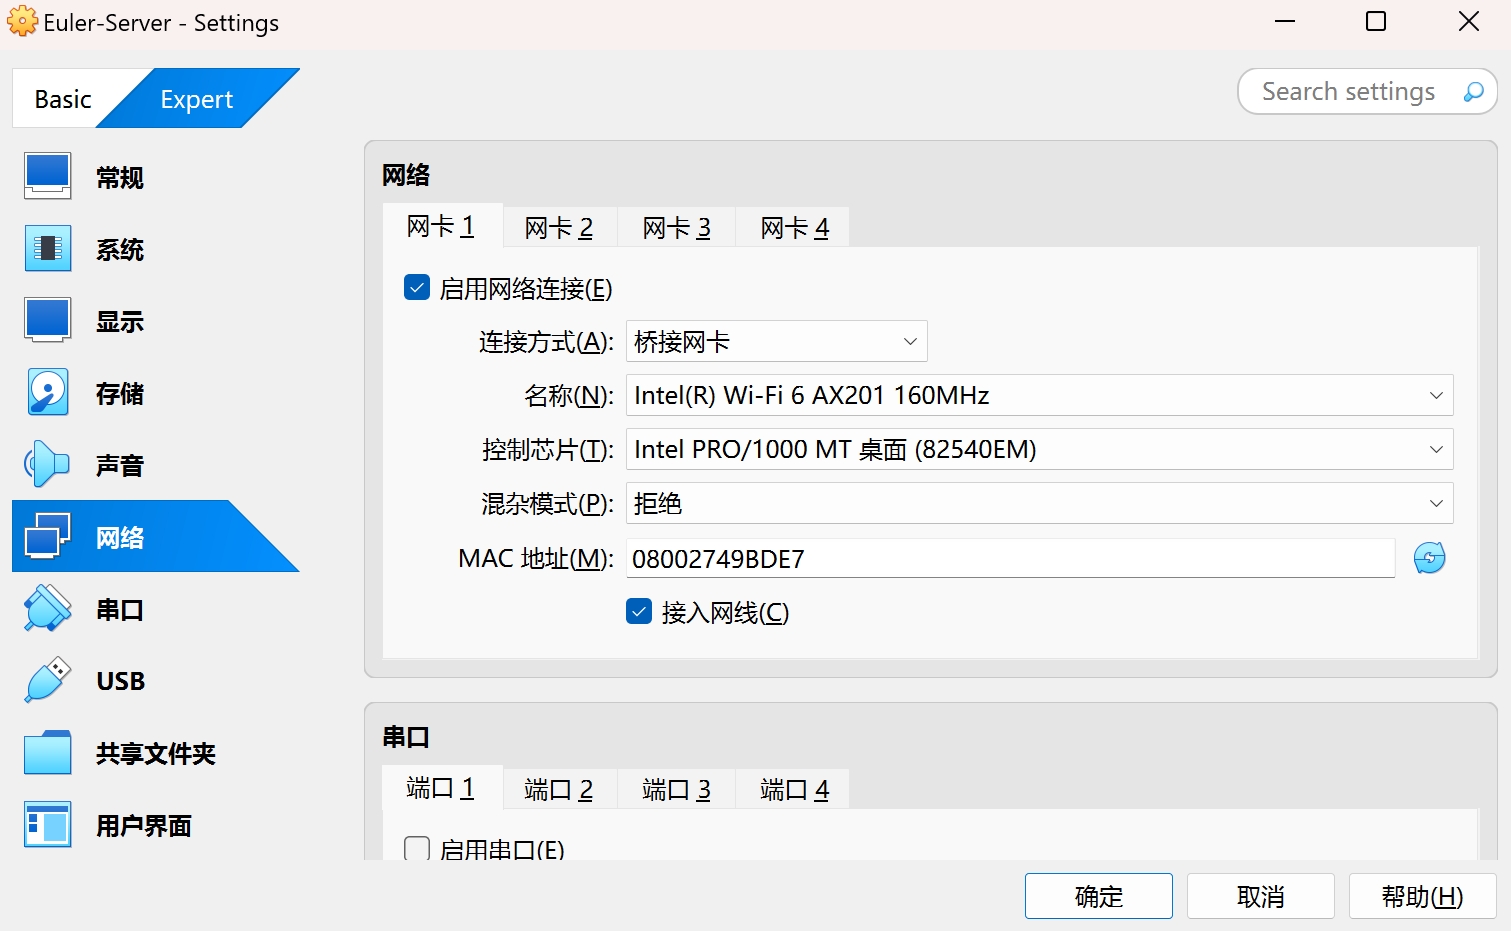 Euler-Server - Settings
Basic
Expert
Search settings
常规
系统
显示
存储
声音
网络
串口
USB
共享文件夹
用户界面
网络
网卡 1
网卡 2
网卡 3
网卡 4
启用网络连接(E)
连接方式(A): 桥接网卡
名称(N): Intel(R) Wi-Fi 6 AX201 160MHz
控制芯片(T): Intel PRO/1000 MT 桌面 (82540EM)
混杂模式(P): 拒绝
MAC 地址(M): 08002749BDE7
接入网线(C)
串口
端口 1
端口 2
端口 3
端口 4
启用串口(E)
确定
取消
帮助(H)